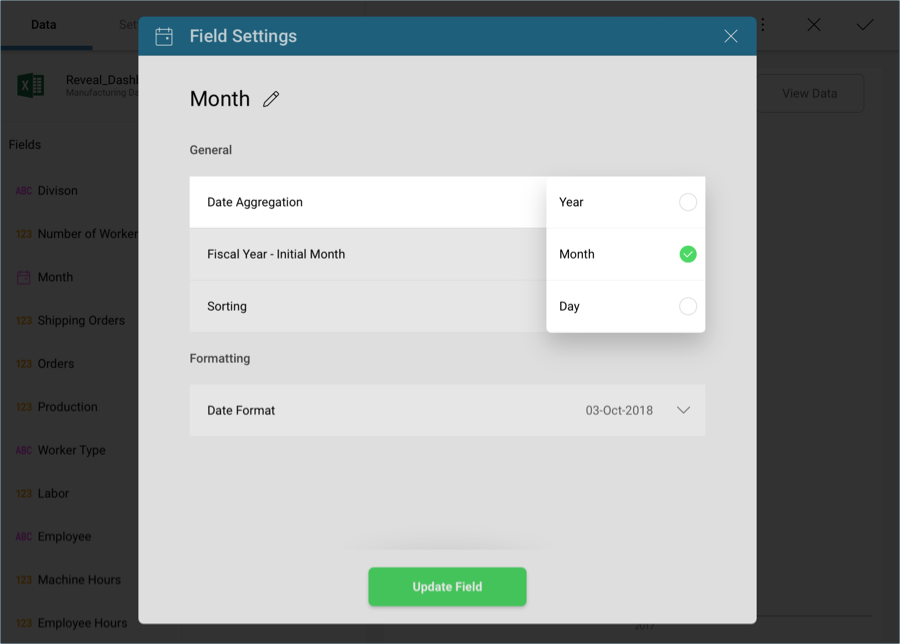 Data
Set
Field Settings
Reveal_Dashl
Manufacturing Da
View Data
Month
Fields
General
ABC Divison
123 Number of Worker
Month
123 Shipping Orders
123 Orders
123 Production
ABC Worker Type
123 Labor
ABC Employee
123 Machine Hours
123 Employee Hours
Date Aggregation
Year
Fiscal Year - Initial Month
Month
Sorting
Day
Formatting
Date Format
03-Oct-2018
Update Field
2017